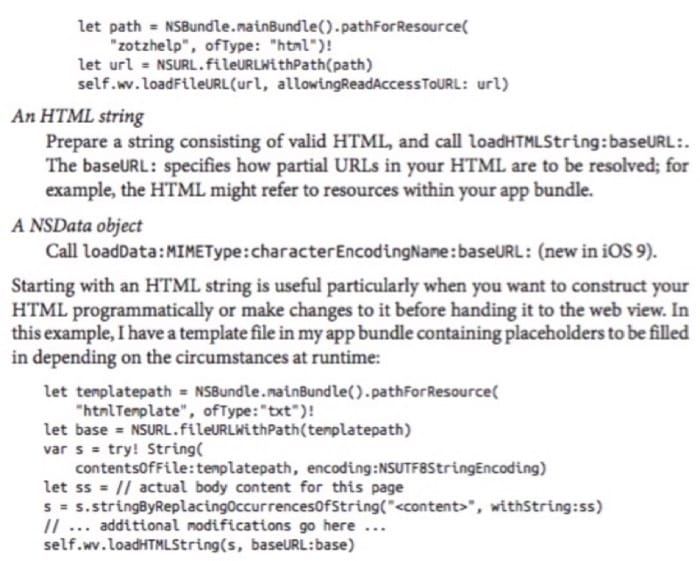 let path = NSBundle.mainBundle().pathForResource(
"zotzhelp", ofType: "html")!
let url = NSURL.fileURLWithPath(path)
self.wv.loadFileURL(url, allowingReadAccessToURL: url)
An HTML string
Prepare a string consisting of valid HTML, and call loadHTMLString:baseURL:.
The baseURL: specifies how partial URLs in your HTML are to be resolved; for
example, the HTML might refer to resources within your app bundle.
A NSData object
Call loadData:MIMEType:characterEncodingName:baseURL: (new in iOS 9).
Starting with an HTML string is useful particularly when you want to construct your
HTML programmatically or make changes to it before handing it to the web view. In
this example, I have a template file in my app bundle containing placeholders to be filled
in depending on the circumstances at runtime:
let templatepath = NSBundle.mainBundle().pathForResource(
"htmlTemplate", ofType:"txt")!
let base = NSURL.fileURLWithPath(templatepath)
var s = try! String(
contentsOfFile:templatepath, encoding:NSUTF8StringEncoding)
let ss = // actual body content for this page
s = s.stringByReplacingOccurrencesOfString("<content>", withString:ss)
// ... additional modifications go here ...
self.wv.loadHTMLString(s, baseURL:base)